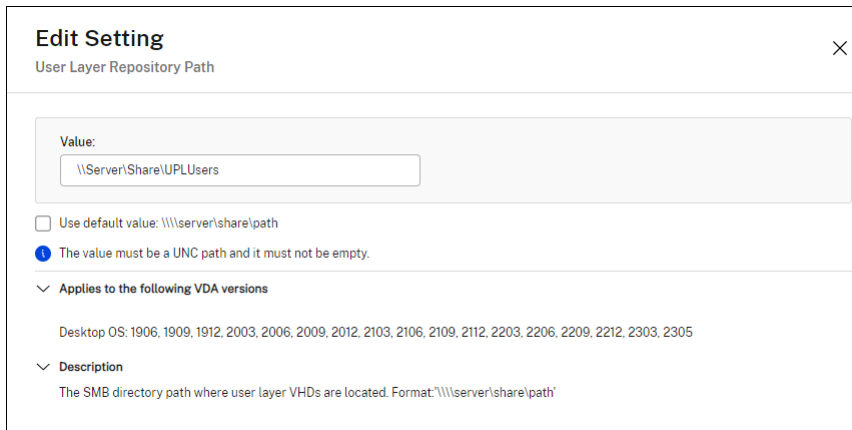 Edit Setting
User Layer Repository Path
Value:
\\Server\Share\UPLUsers
Use default value: \\\\server\share\path
The value must be a UNC path and it must not be empty.
Applies to the following VDA versions
Desktop OS: 1906, 1909, 1912, 2003, 2006, 2009, 2012, 2103, 2106, 2109, 2112, 2203, 2206, 2209, 2212, 2303, 2305
Description
The SMB directory path where user layer VHDs are located. Format:'\\\\server\share\path'